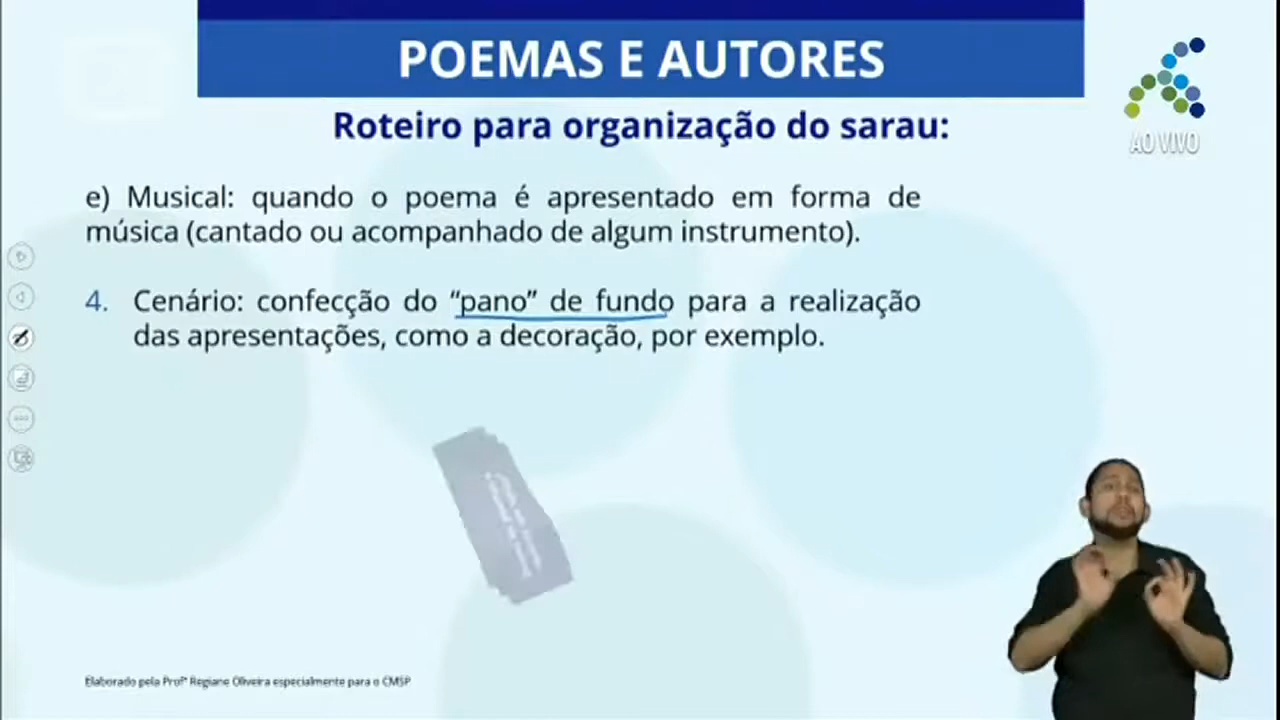 POEMAS E AUTORES
AO VIVO
Roteiro para organização do sarau:
e) Musical: quando o poema é apresentado em forma de
música (cantado ou acompanhado de algum instrumento).
4. Cenário: confecção do “pano” de fundo para a realização
das apresentações, como a decoração, por exemplo.
Elaborado pela Profª Regiane Oliveira especialmente para o CMSP